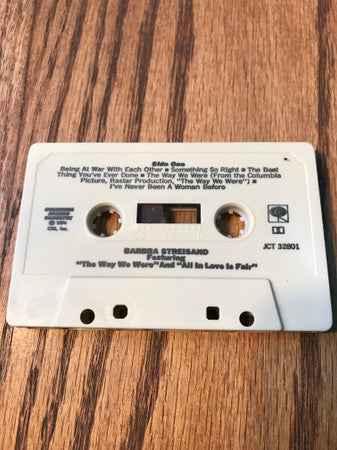 Side One
Being At War With Each Other ■ Something So Right ■ The Best
Thing You've Ever Done ■ The Way We Were (From the Columbia
Picture, Rastar Production, "The Way We Were") ■
I've Never Been A Woman Before
© 1974
CBS, Inc.
JCT 32801
BARBRA STREISAND
Featuring
"The Way We Were" And "All In Love Is Fair"